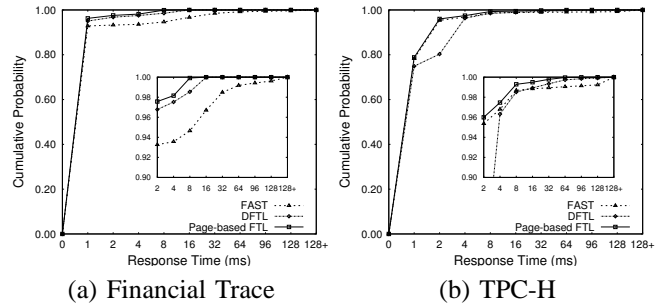 1.00
0.80
0.60
0.40
0.20
0.00
Cumulative Probability
0 1 2 4 8 16 32 64 96 128 128+
Response Time (ms)
1.00
0.98
0.96
0.94
0.92
0.90
2 4 8 16 32 64 96 128 128+
FAST
DFTL
Page-based FTL
(a) Financial Trace
1.00
0.80
0.60
0.40
0.20
0.00
Cumulative Probability
0 1 2 4 8 16 32 64 96 128 128+
Response Time (ms)
1.00
0.98
0.96
0.94
0.92
0.90
2 4 8 16 32 64 96 128 128+
FAST
DFTL
Page-based FTL
(b) TPC-H